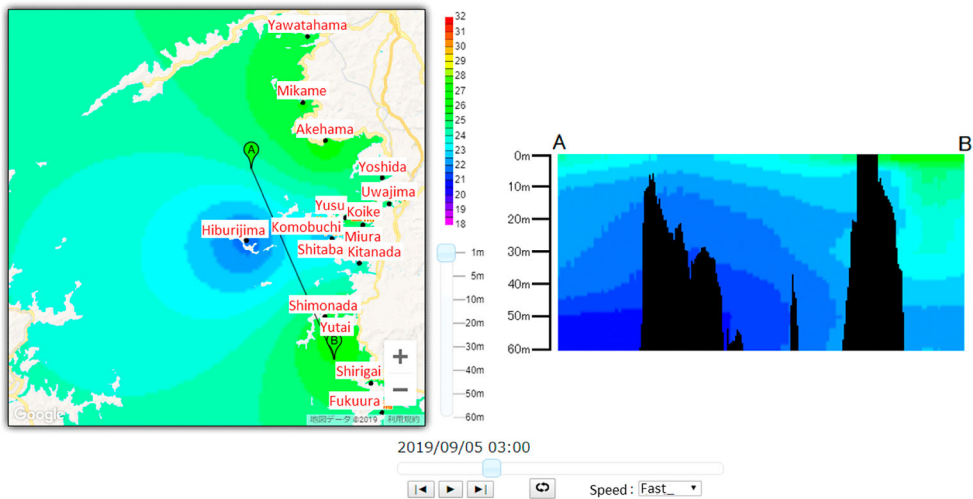 Yawatahama
Mikame
Akehama
A
Yoshida
Uwajima
Yusu
Koike
Komobuchi
Hiburijima
Miura
Shitaba
Kitanada
Shimonada
Yutai
B
Shirigai
Fukuura
+
−
Google
地図データ ©2019
利用規約
32
31
30
29
28
27
26
25
24
23
22
21
20
19
18
1m
5m
10m
20m
30m
40m
50m
60m
A
B
0m
10m
20m
30m
40m
50m
60m
2019/09/05 03:00
Speed : Fast_